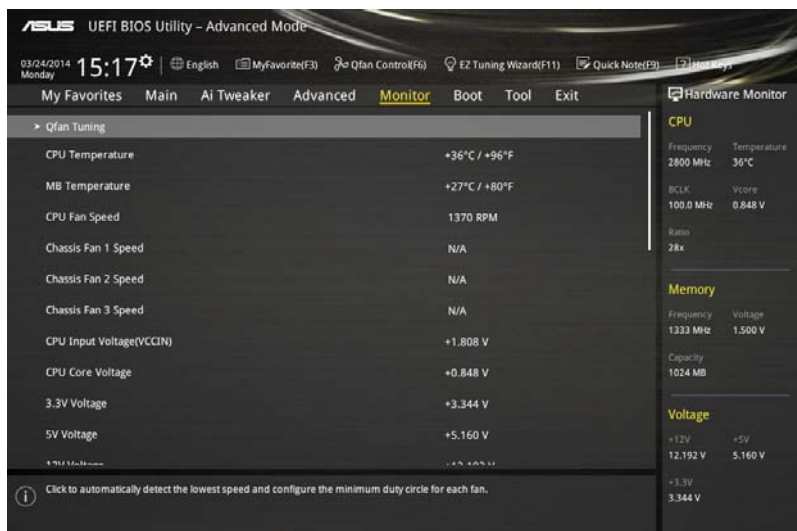 ASUS UEFI BIOS Utility – Advanced Mode
03/24/2014
Monday
15:17
English MyFavorite(F3) Qfan Control(F6) EZ Tuning Wizard(F11) Quick Note(F9) Hot Keys
My Favorites Main Ai Tweaker Advanced Monitor Boot Tool Exit
> Qfan Tuning
CPU Temperature +36°C / +96°F
MB Temperature +27°C / +80°F
CPU Fan Speed 1370 RPM
Chassis Fan 1 Speed N/A
Chassis Fan 2 Speed N/A
Chassis Fan 3 Speed N/A
CPU Input Voltage(VCCIN) +1.808 V
CPU Core Voltage +0.848 V
3.3V Voltage +3.344 V
5V Voltage +5.160 V
12V Voltage
Click to automatically detect the lowest speed and configure the minimum duty circle for each fan.
Hardware Monitor
CPU
Frequency Temperature
2800 MHz 36°C
BCLK Vcore
100.0 MHz 0.848 V
Ratio
28x
Memory
Frequency Voltage
1333 MHz 1.500 V
Capacity
1024 MB
Voltage
+12V +5V
12.192 V 5.160 V
+3.3V
3.344 V